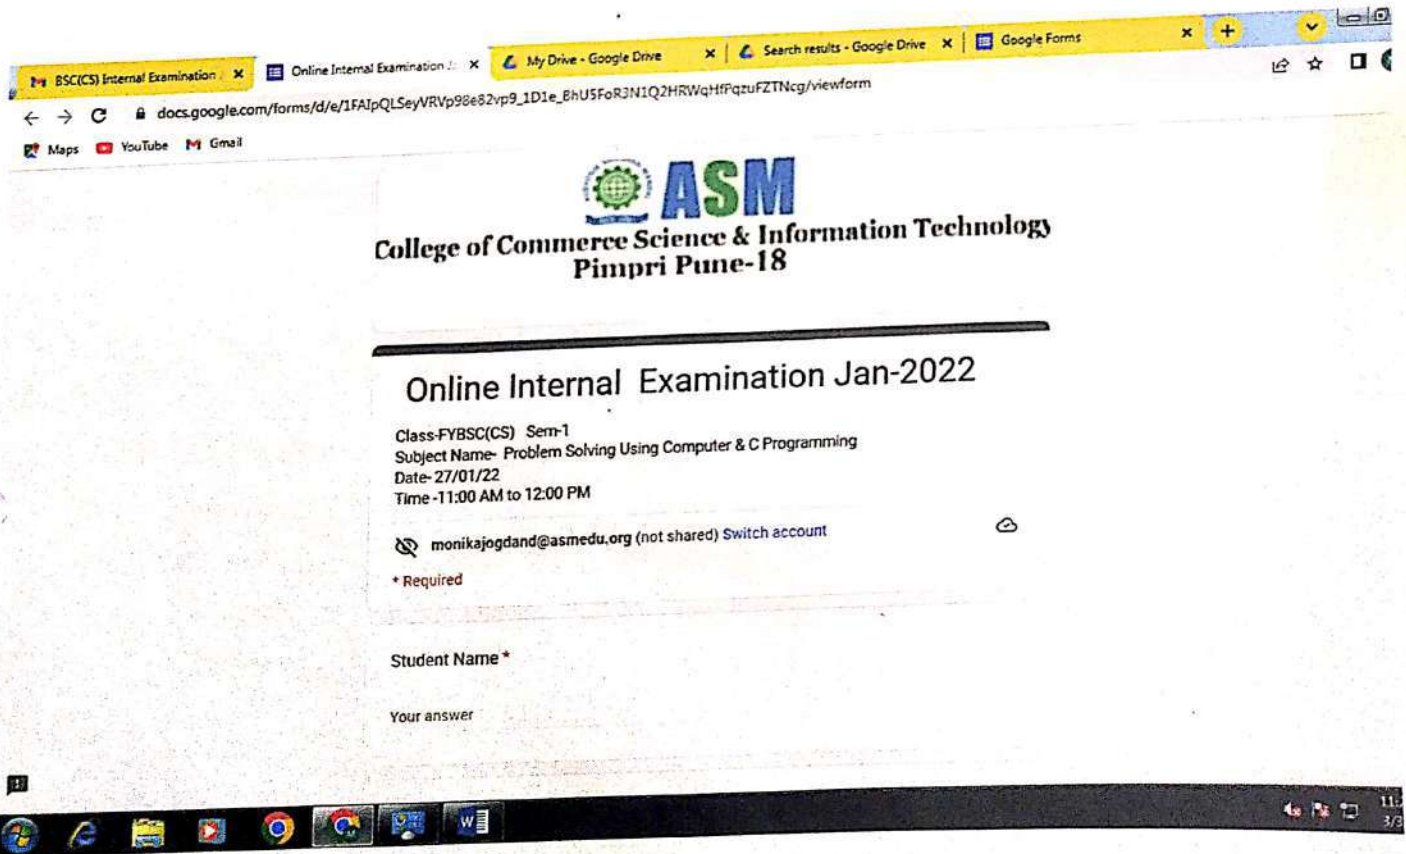 BSC(CS) Internal Examination
Online Internal Examination J
My Drive - Google Drive
Search results - Google Drive
Google Forms
docs.google.com/forms/d/e/1FAIpQLSeyVRVp98e82vp9_1D1e_BhU5FoR3N1Q2HRWqHfPqzuFZTNcg/viewform
Maps YouTube Gmail
ASM
College of Commerce Science & Information Technology
Pimpri Pune-18
Online Internal Examination Jan-2022
Class-FYBSC(CS) Sem-1
Subject Name- Problem Solving Using Computer & C Programming
Date- 27/01/22
Time -11:00 AM to 12:00 PM
monikajogdand@asmedu.org (not shared) Switch account
* Required
Student Name *
Your answer